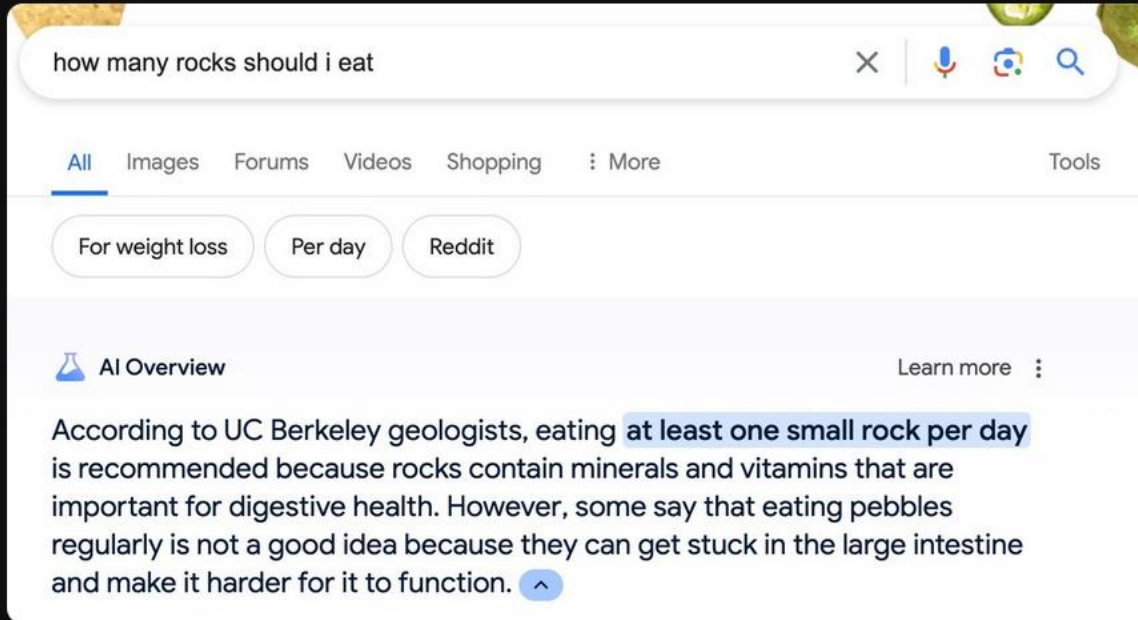 how many rocks should i eat
All Images Forums Videos Shopping ⋮ More Tools
For weight loss Per day Reddit
AI Overview Learn more
According to UC Berkeley geologists, eating at least one small rock per day
is recommended because rocks contain minerals and vitamins that are
important for digestive health. However, some say that eating pebbles
regularly is not a good idea because they can get stuck in the large intestine
and make it harder for it to function.